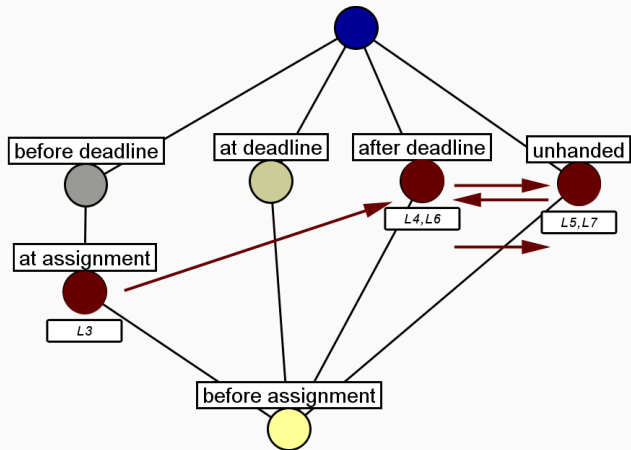 before deadline
at deadline
after deadline
unhanded
L4,L6
L5,L7
at assignment
L3
before assignment